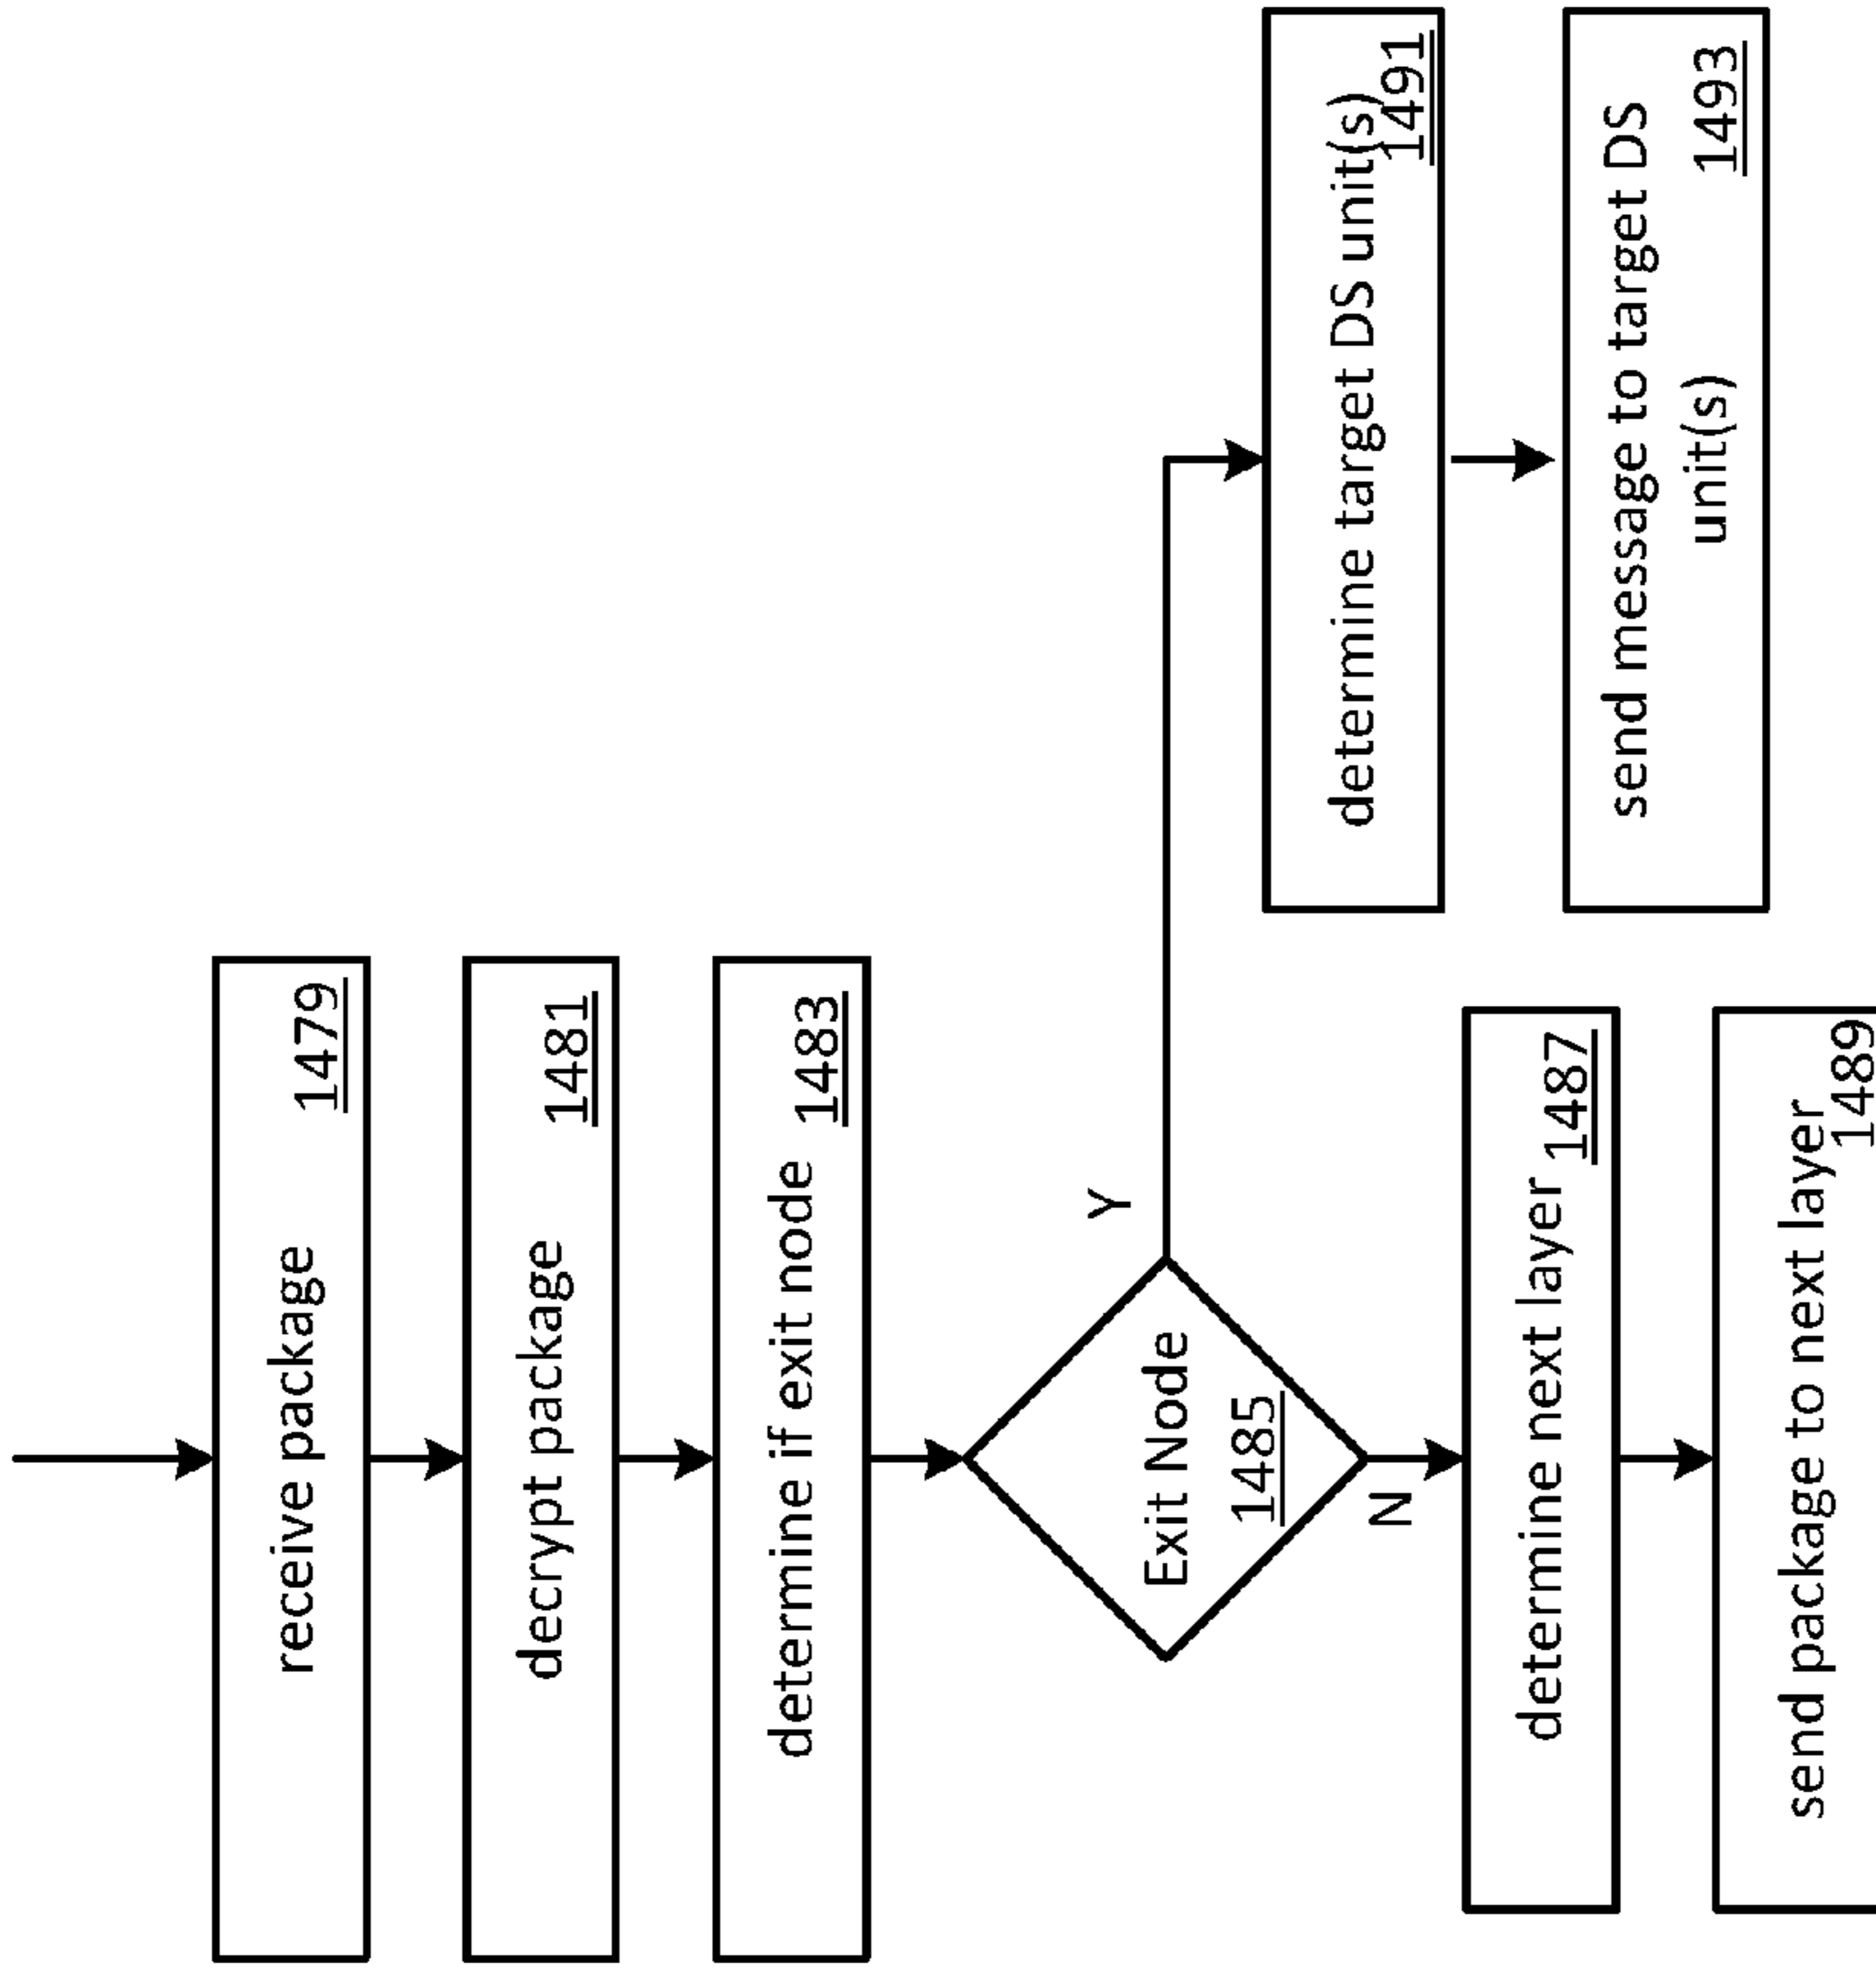 receive package
1479
decrypt package
1481
determine if exit node
1483
Exit Node
1485
Y
N
determine next layer
1487
send package to next layer
1489
determine target DS unit(s)
1491
send message to target DS
unit(s)
1493